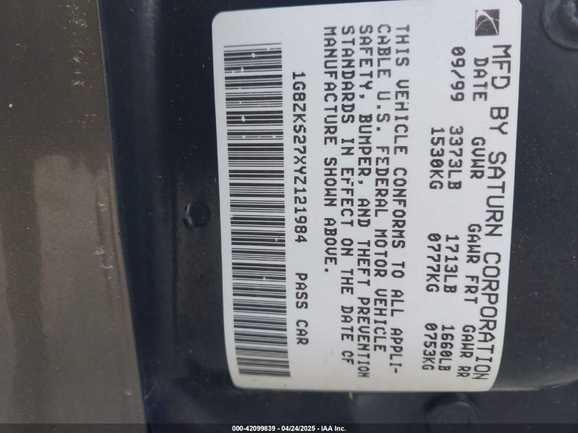 MFD BY SATURN CORPORATION
DATE GVWR GAWR FRT GAWR RR
09/99 3373LB 1713LB 1660LB
1530KG 0777KG 0753KG
THIS VEHICLE CONFORMS TO ALL APPLI-
CABLE U.S. FEDERAL MOTOR VEHICLE
SAFETY, BUMPER, AND THEFT PREVENTION
STANDARDS IN EFFECT ON THE DATE OF
MANUFACTURE SHOWN ABOVE.
1G8ZK527XYZ121984 PASS CAR
000-42099839 - 04/24/2025 - IAA Inc.